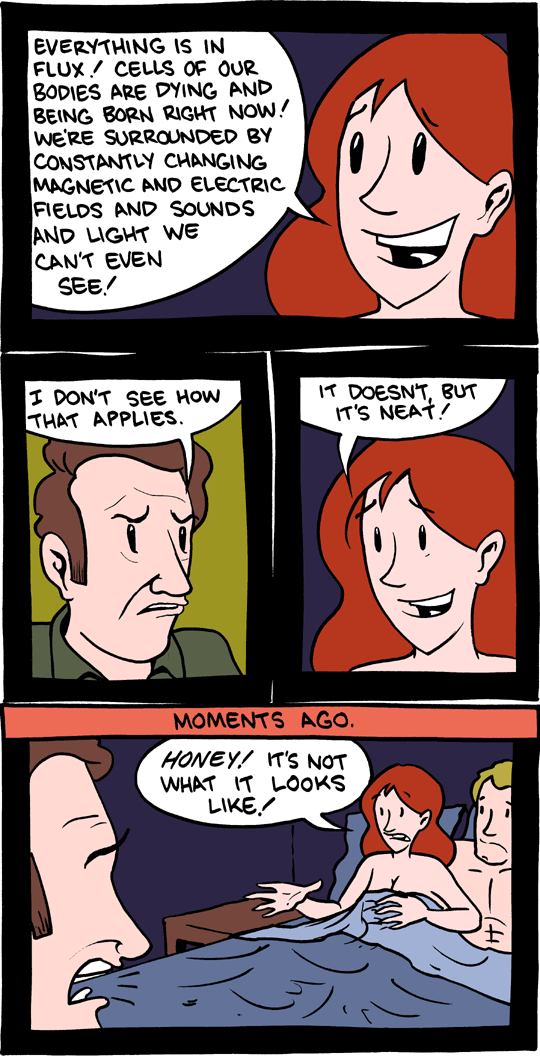 EVERYTHING IS IN
FLUX! CELLS OF OUR
BODIES ARE DYING AND
BEING BORN RIGHT NOW!
WE'RE SURROUNDED BY
CONSTANTLY CHANGING
MAGNETIC AND ELECTRIC
FIELDS AND SOUNDS
AND LIGHT WE
CAN'T EVEN
SEE!
I DON'T SEE HOW
THAT APPLIES.
IT DOESN'T, BUT
IT'S NEAT!
MOMENTS AGO.
HONEY! IT'S NOT
WHAT IT LOOKS
LIKE!